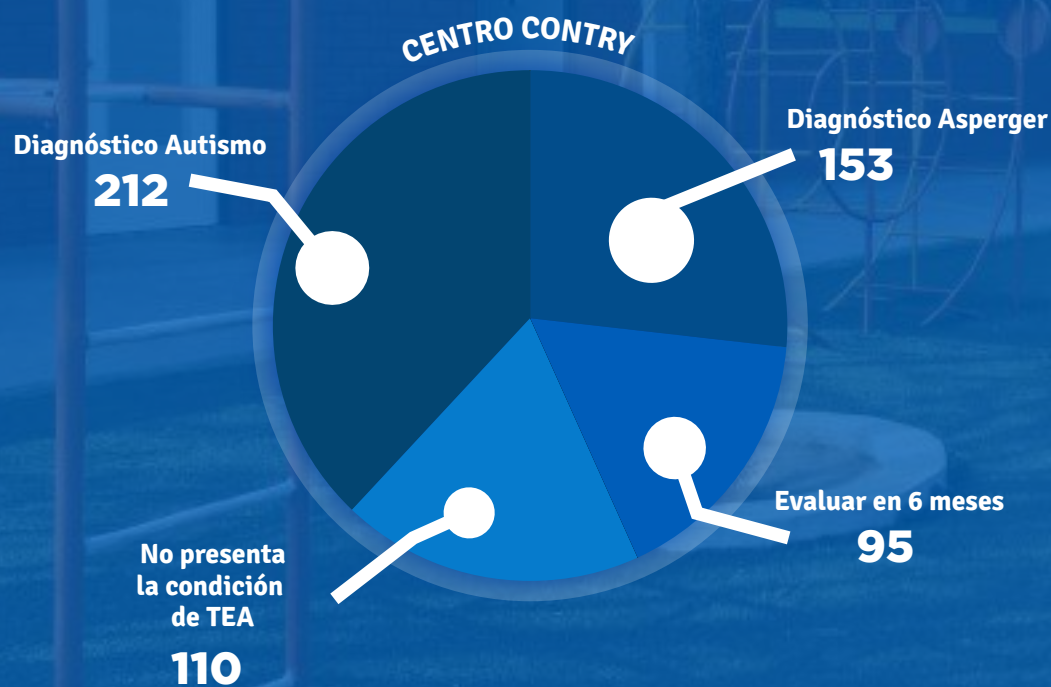 CENTRO CONTRY
Diagnóstico Autismo
212
Diagnóstico Asperger
153
Evaluar en 6 meses
95
No presenta
la condición
de TEA
110